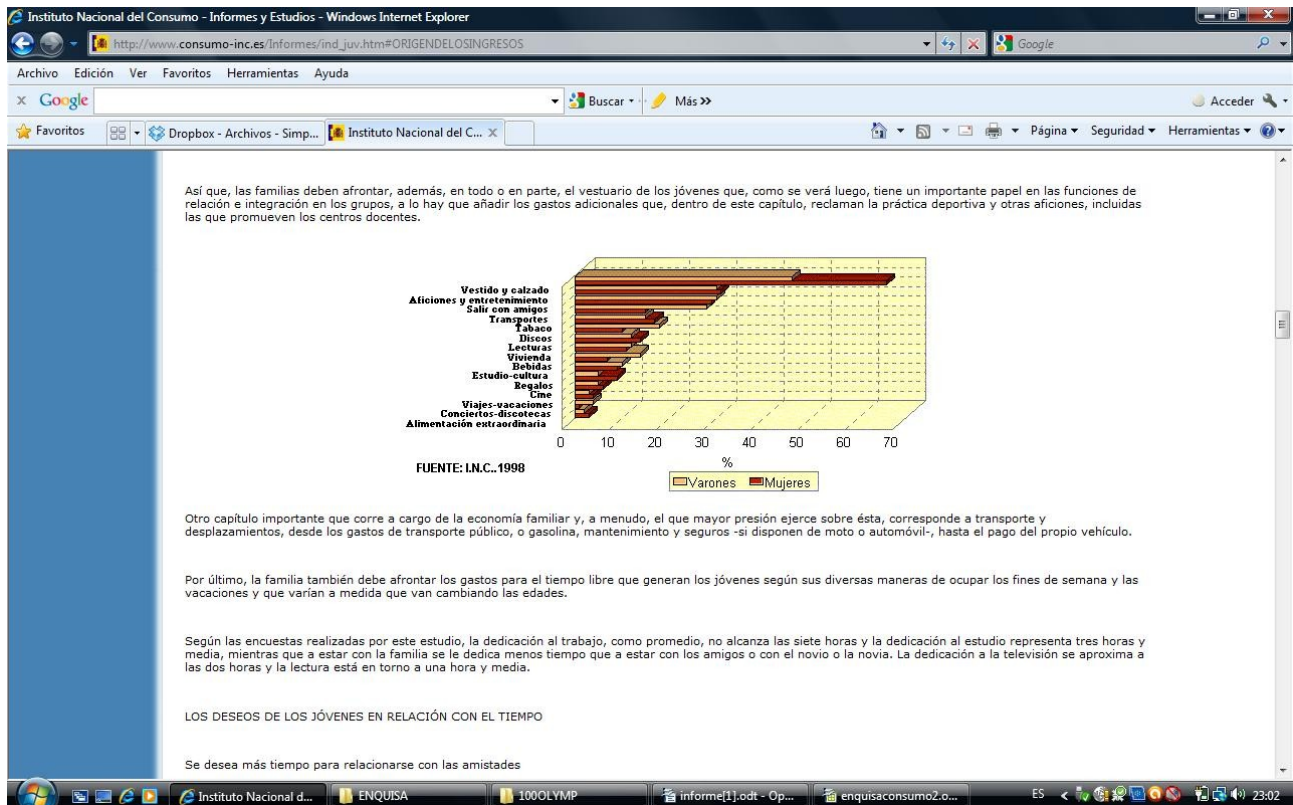 Instituto Nacional del Consumo - Informes y Estudios - Windows Internet Explorer
http://www.consumo-inc.es/Informes/ind_juv.htm#ORIGENDELOSINGRESOS
Google
Archivo Edición Ver Favoritos Herramientas Ayuda
x Google
Buscar
Más >>
Acceder
Favoritos
Dropbox - Archivos - Simp...
Instituto Nacional del C... x
Página Seguridad Herramientas
Así que, las familias deben afrontar, además, en todo o en parte, el vestuario de los jóvenes que, como se verá luego, tiene un importante papel en las funciones de
relación e integración en los grupos, a lo hay que añadir los gastos adicionales que, dentro de este capítulo, reclaman la práctica deportiva y otras aficiones, incluidas
las que promueven los centros docentes.
Vestido y calzado
Aficiones y entretenimiento
Salir con amigos
Transportes
Tabaco
Discos
Lecturas
Vivienda
Bebidas
Estudio-cultura
Regalos
Cine
Viajes-vacaciones
Conciertos-discotecas
Alimentación extraordinaria
0 10 20 30 40 50 60 70
%
FUENTE: I.N.C..1998
Varones Mujeres
Otro capítulo importante que corre a cargo de la economía familiar y, a menudo, el que mayor presión ejerce sobre ésta, corresponde a transporte y
desplazamientos, desde los gastos de transporte público, o gasolina, mantenimiento y seguros -si disponen de moto o automóvil-, hasta el pago del propio vehículo.
Por último, la familia también debe afrontar los gastos para el tiempo libre que generan los jóvenes según sus diversas maneras de ocupar los fines de semana y las
vacaciones y que varían a medida que van cambiando las edades.
Según las encuestas realizadas por este estudio, la dedicación al trabajo, como promedio, no alcanza las siete horas y la dedicación al estudio representa tres horas y
media, mientras que a estar con la familia se le dedica menos tiempo que a estar con los amigos o con el novio o la novia. La dedicación a la televisión se aproxima a
las dos horas y la lectura está en torno a una hora y media.
LOS DESEOS DE LOS JÓVENES EN RELACIÓN CON EL TIEMPO
Se desea más tiempo para relacionarse con las amistades
Instituto Nacional d...
ENQUISA
100OLYMP
informe[1].odt - Op...
enquisaconsumo2.o...
ES
23:02